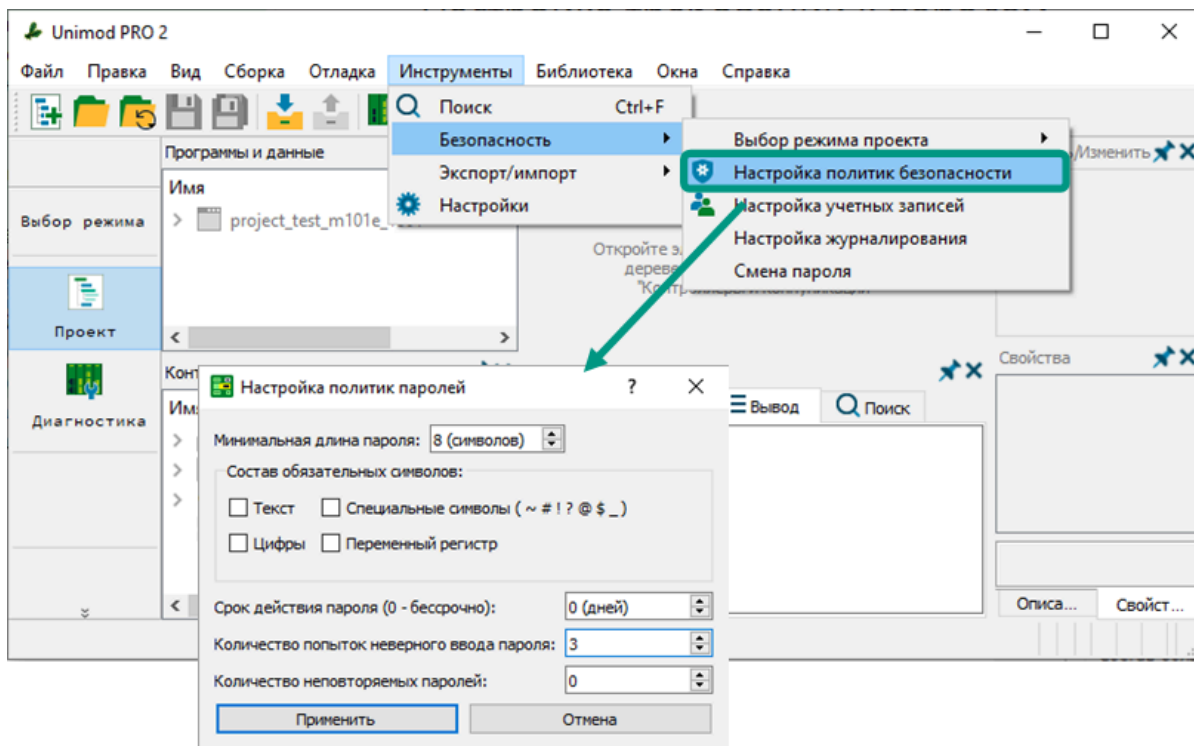 Unimod PRO 2
Файл Правка Вид Сборка Отладка Инструменты Библиотека Окна Справка
Поиск Ctrl+F
Безопасность
Экспорт/импорт
Настройки
Выбор режима проекта
Настройка политик безопасности
Настройка учетных записей
Настройка журналирования
Смена пароля
/Изменить
Программы и данные
Имя
project_test_m101e_
Выбор режима
Проект
Диагностика
Откройте
"Контроллеры и коммуникации"
Свойства
Вывод Поиск
Описа... Свойст...
Настройка политик паролей ?
Минимальная длина пароля: 8 (символов)
Состав обязательных символов:
Текст Специальные символы ( ~ # ! ? @ $ _ )
Цифры Переменный регистр
Срок действия пароля (0 - бессрочно): 0 (дней)
Количество попыток неверного ввода пароля: 3
Количество неповторяемых паролей: 0
Применить Отмена